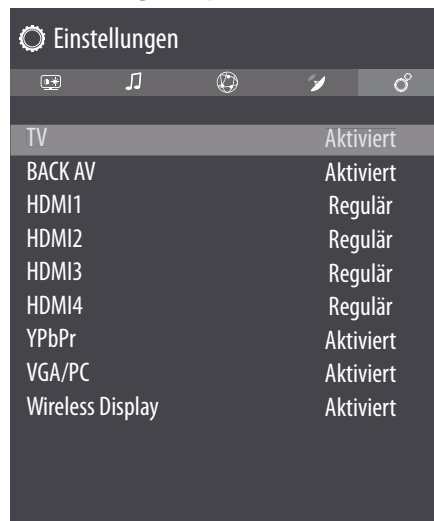 Einstellungen
TV Aktiviert
BACK AV Aktiviert
HDMI1 Regulär
HDMI2 Regulär
HDMI3 Regulär
HDMI4 Regulär
YPbPr Aktiviert
VGA/PC Aktiviert
Wireless Display Aktiviert